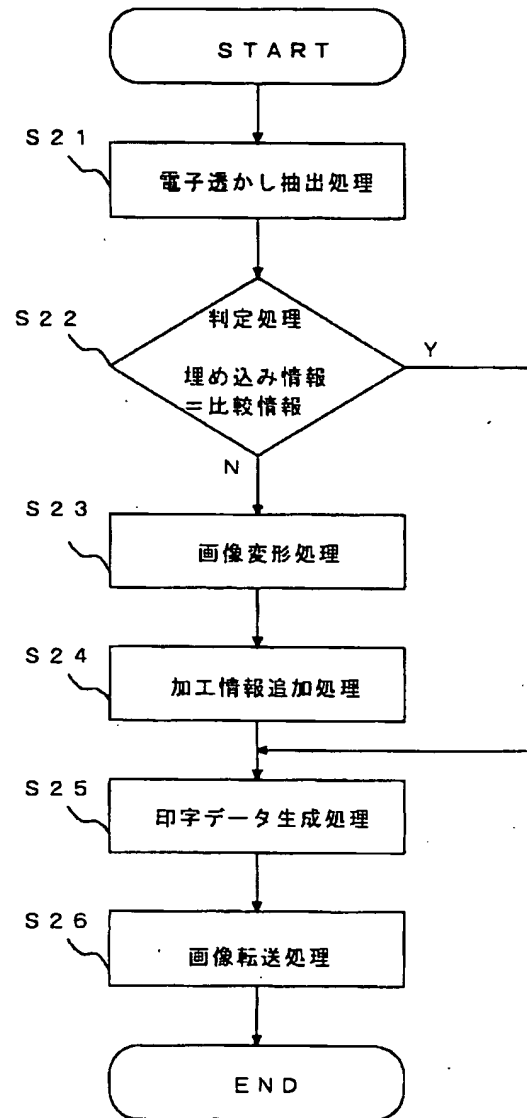 START
S21
電子透かし抽出処理
S22
判定処理
Y
埋め込み情報
=比較情報
N
S23
画像変形処理
S24
加工情報追加処理
S25
印字データ生成処理
S26
画像転送処理
END